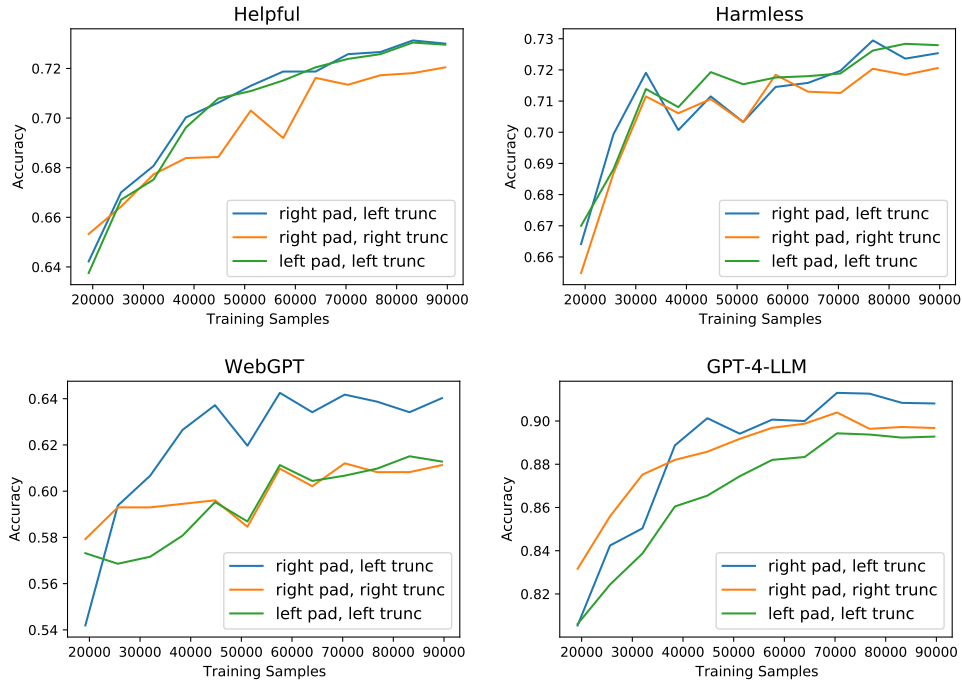 Helpful
Accuracy
0.72
0.70
0.68
0.66
0.64
right pad, left trunc
right pad, right trunc
left pad, left trunc
20000 30000 40000 50000 60000 70000 80000 90000
Training Samples
Harmless
Accuracy
0.73
0.72
0.71
0.70
0.69
0.68
0.67
0.66
right pad, left trunc
right pad, right trunc
left pad, left trunc
20000 30000 40000 50000 60000 70000 80000 90000
Training Samples
WebGPT
Accuracy
0.64
0.62
0.60
0.58
0.56
0.54
right pad, left trunc
right pad, right trunc
left pad, left trunc
20000 30000 40000 50000 60000 70000 80000 90000
Training Samples
GPT-4-LLM
Accuracy
0.90
0.88
0.86
0.84
0.82
right pad, left trunc
right pad, right trunc
left pad, left trunc
20000 30000 40000 50000 60000 70000 80000 90000
Training Samples